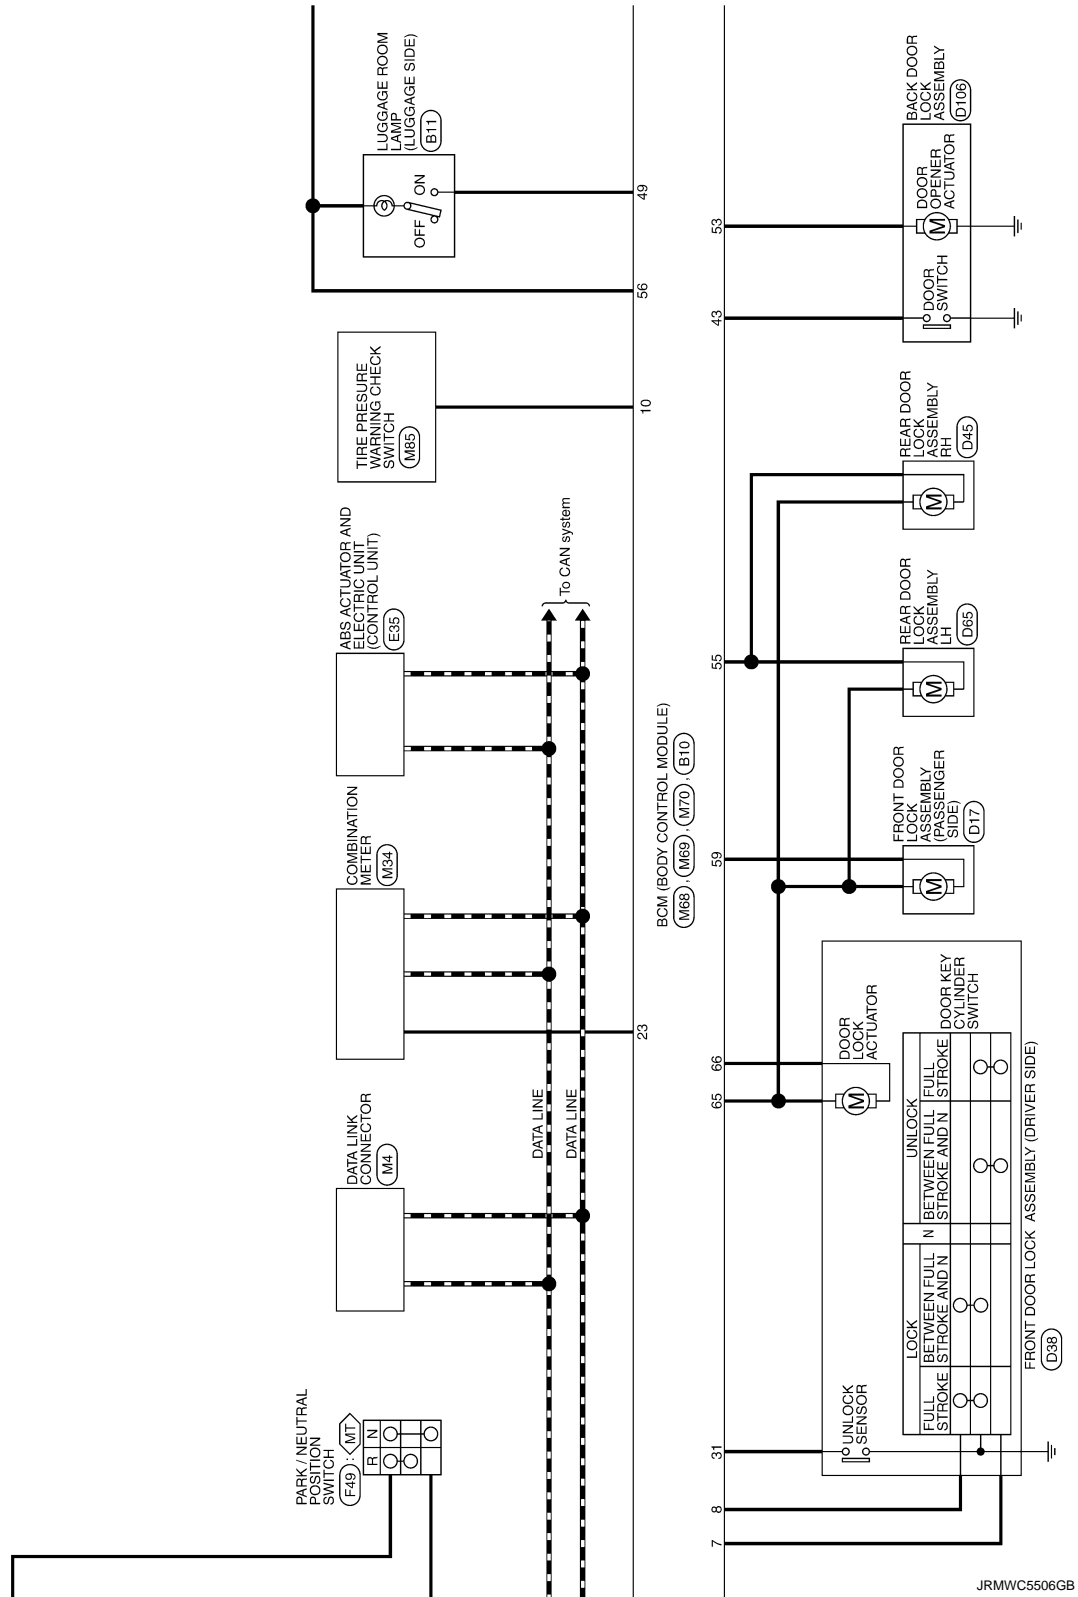 PARK / NEUTRAL
POSITION
SWITCH
F49 : MT
R N
DATA LINK
CONNECTOR
M4
COMBINATION
METER
M34
ABS ACTUATOR AND
ELECTRIC UNIT
(CONTROL UNIT)
E35
TIRE PRESURE
WARNING CHECK
SWITCH
M85
LUGGAGE ROOM
LAMP
(LUGGAGE SIDE)
B11
OFF
ON
DATA LINE
DATA LINE
To CAN system
23
10
56
49
BCM (BODY CONTROL MODULE)
M68 , M69 , M70 , B10
7
8
31
65
66
59
55
43
53
UNLOCK
SENSOR
DOOR
LOCK
ACTUATOR
M
LOCK
N
UNLOCK
FULL
STROKE
BETWEEN FULL
STROKE AND N
BETWEEN FULL
STROKE AND N
FULL
STROKE
DOOR KEY
CYLINDER
SWITCH
FRONT DOOR LOCK ASSEMBLY (DRIVER SIDE)
D38
FRONT DOOR
LOCK
ASSEMBLY
(PASSENGER
SIDE)
D17
M
REAR DOOR
LOCK
ASSEMBLY
LH
D65
M
REAR DOOR
LOCK
ASSEMBLY
RH
D45
M
BACK DOOR
LOCK
ASSEMBLY
D106
DOOR
SWITCH
DOOR
OPENER
ACTUATOR
M
JRMWC5506GB